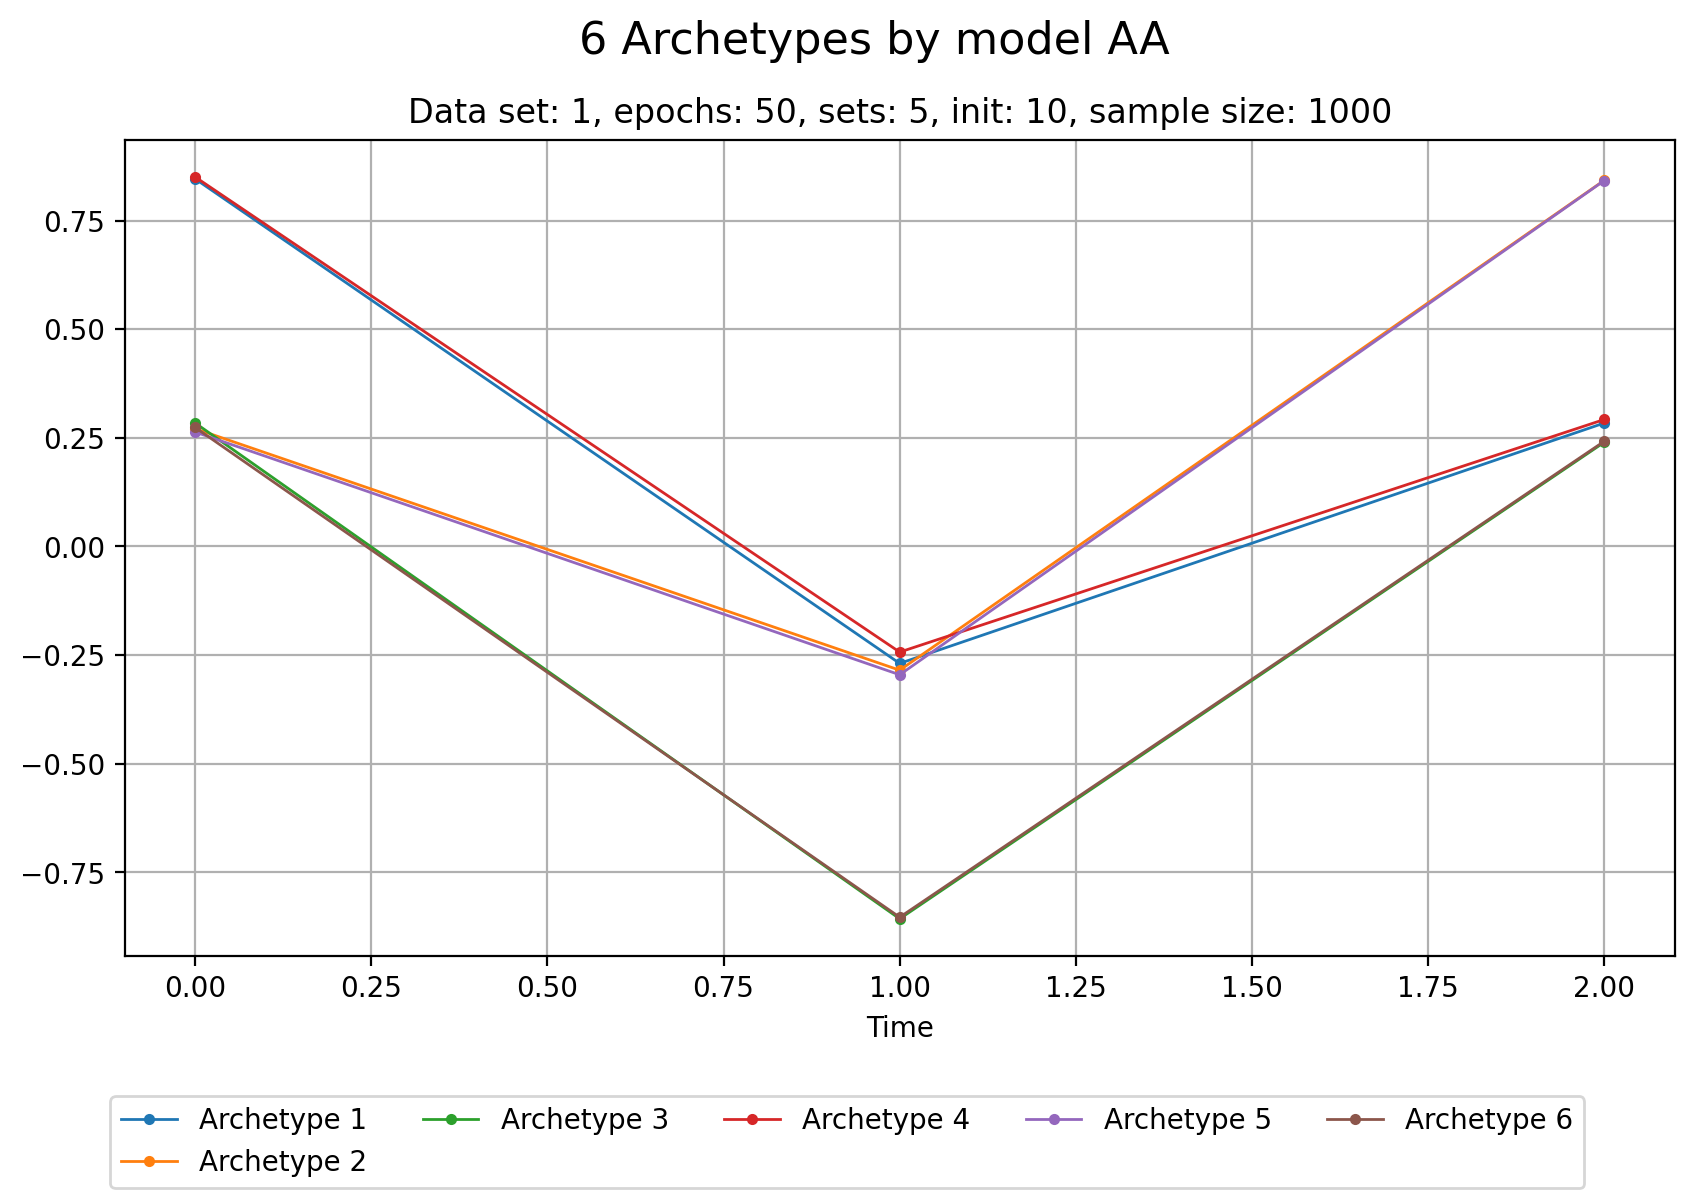 6 Archetypes by model AA
Data set: 1, epochs: 50, sets: 5, init: 10, sample size: 1000
0.75
0.50
0.25
0.00
−0.25
−0.50
−0.75
0.00 0.25 0.50 0.75 1.00 1.25 1.50 1.75 2.00
Time
Archetype 1 Archetype 3 Archetype 4 Archetype 5 Archetype 6
Archetype 2